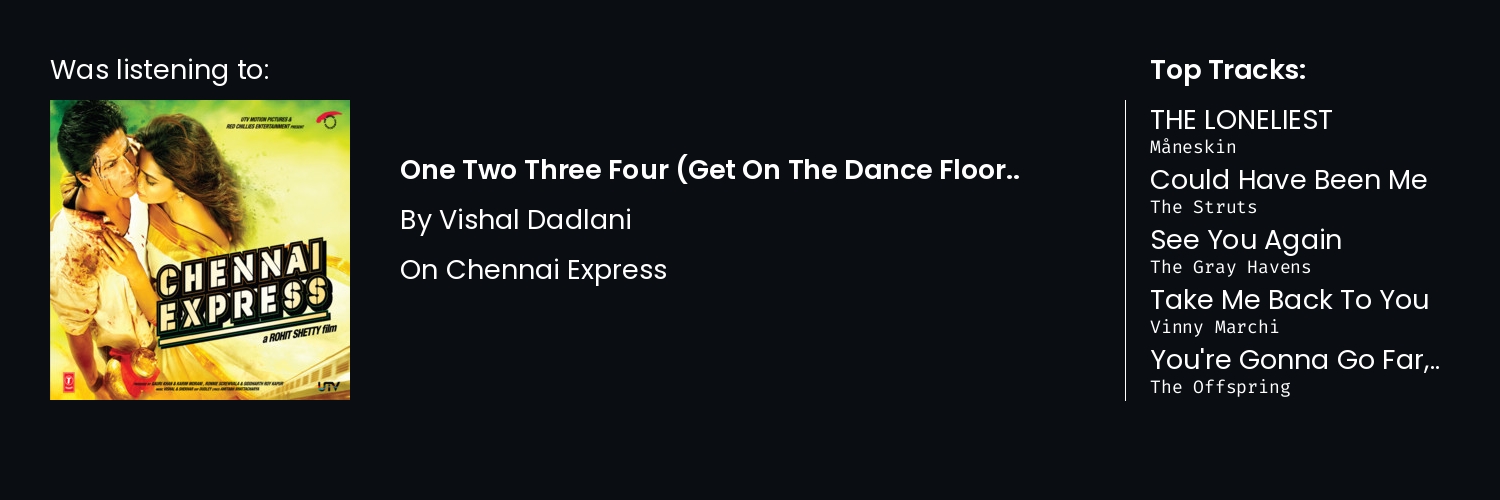 Was listening to:
UTV MOTION PICTURES &
RED CHILLIES ENTERTAINMENT PRESENT
CHENNAI
EXPRESS
a ROHIT SHETTY film
T
UTV
One Two Three Four (Get On The Dance Floor..
By Vishal Dadlani
On Chennai Express
Top Tracks:
THE LONELIEST
Måneskin
Could Have Been Me
The Struts
See You Again
The Gray Havens
Take Me Back To You
Vinny Marchi
You're Gonna Go Far,..
The Offspring